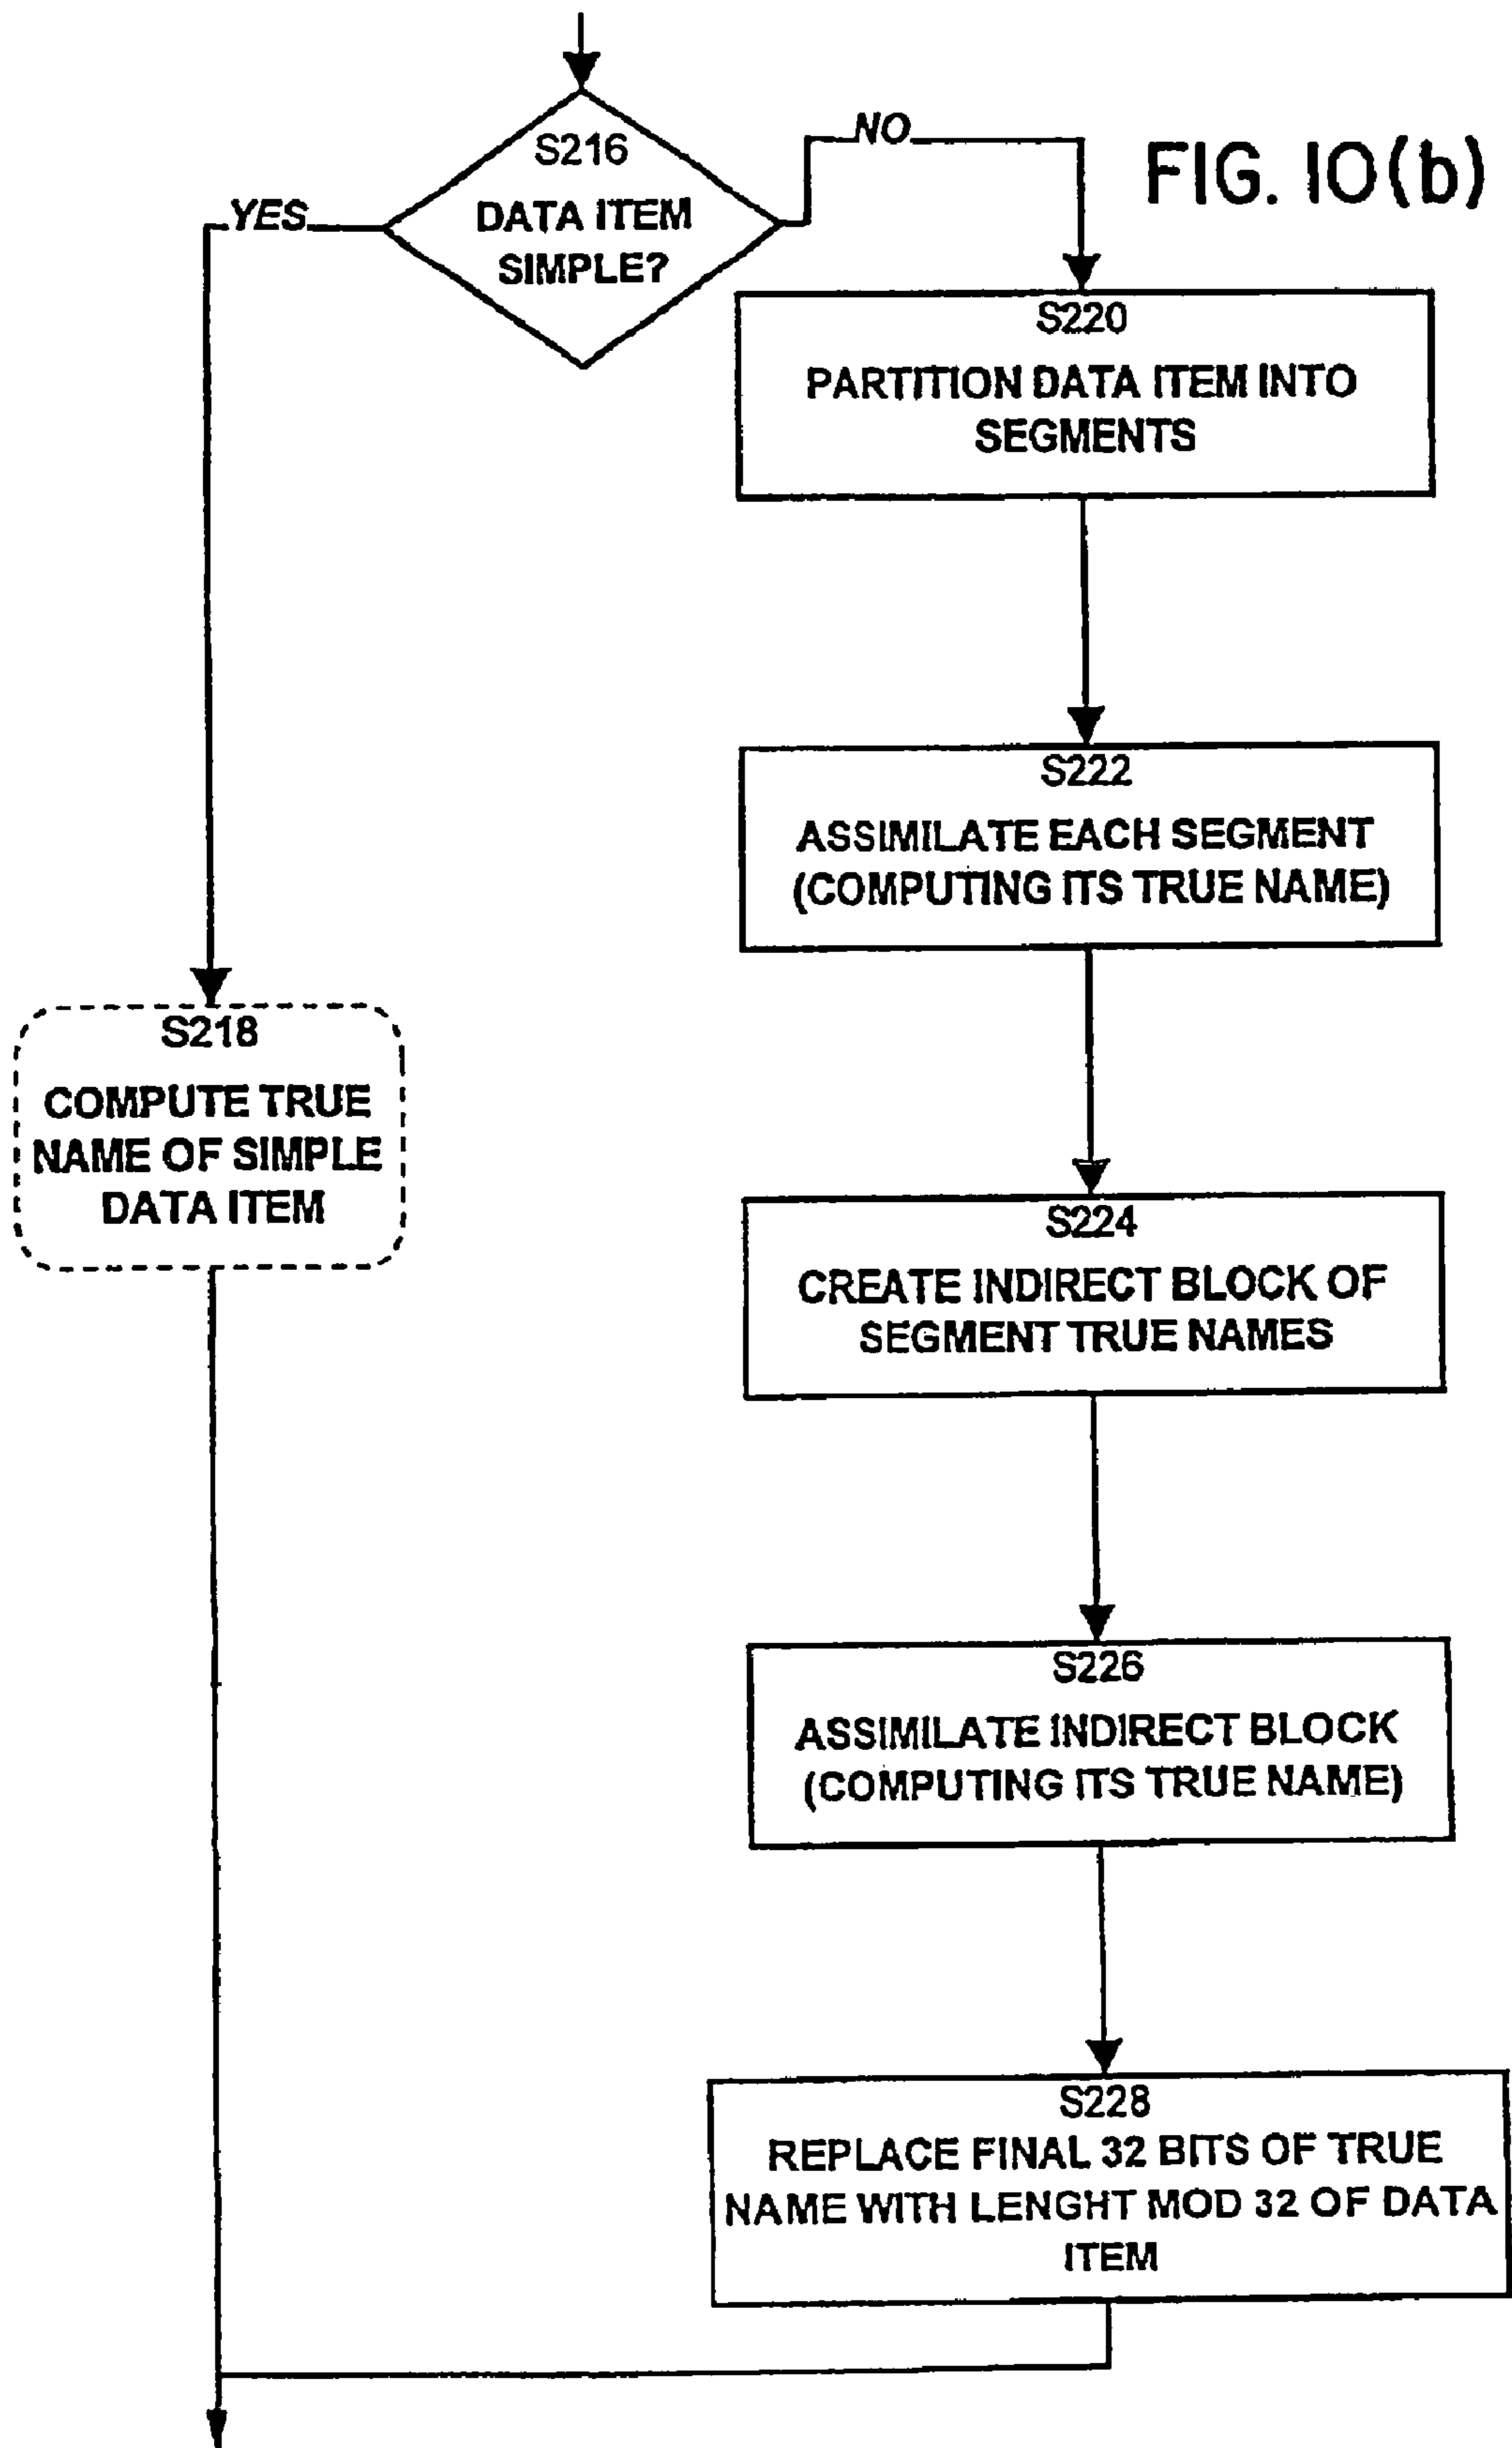 FIG. 10(b)
S216
DATA ITEM
SIMPLE?
YES
NO
S220
PARTITION DATA ITEM INTO
SEGMENTS
S222
ASSIMILATE EACH SEGMENT
(COMPUTING ITS TRUE NAME)
S218
COMPUTE TRUE
NAME OF SIMPLE
DATA ITEM
S224
CREATE INDIRECT BLOCK OF
SEGMENT TRUE NAMES
S226
ASSIMILATE INDIRECT BLOCK
(COMPUTING ITS TRUE NAME)
S228
REPLACE FINAL 32 BITS OF TRUE
NAME WITH LENGHT MOD 32 OF DATA
ITEM